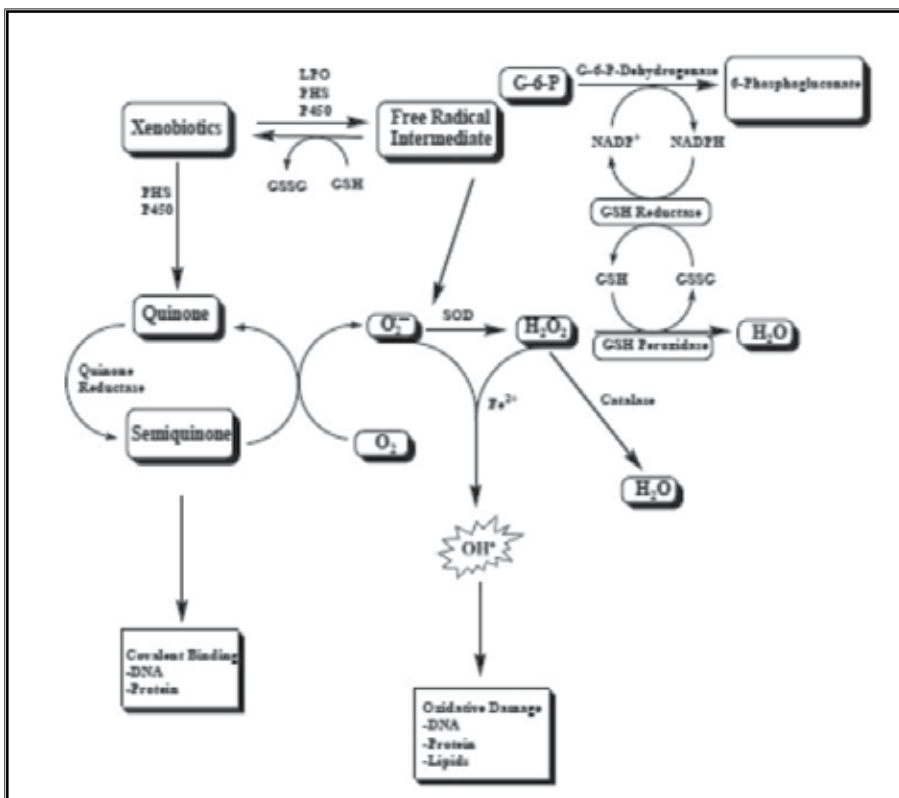 LPO
PHS
P450
G-6-P
G-6-P-Dehydrogenase
6-Phosphogluconate
Xenobiotics
Free Radical
Intermediate
NADP⁺
NADPH
GSSG
GSH
PHS
P450
GSH Reductase
GSH
GSSG
Quinone
O₂•−
SOD
H₂O₂
H₂O
GSH Peroxidase
Quinone
Reductase
Fe²⁺
Catalase
Semiquinone
O₂
H₂O
OH•
Covalent Binding
-DNA
-Protein
Oxidative Damage
-DNA
-Protein
-Lipids